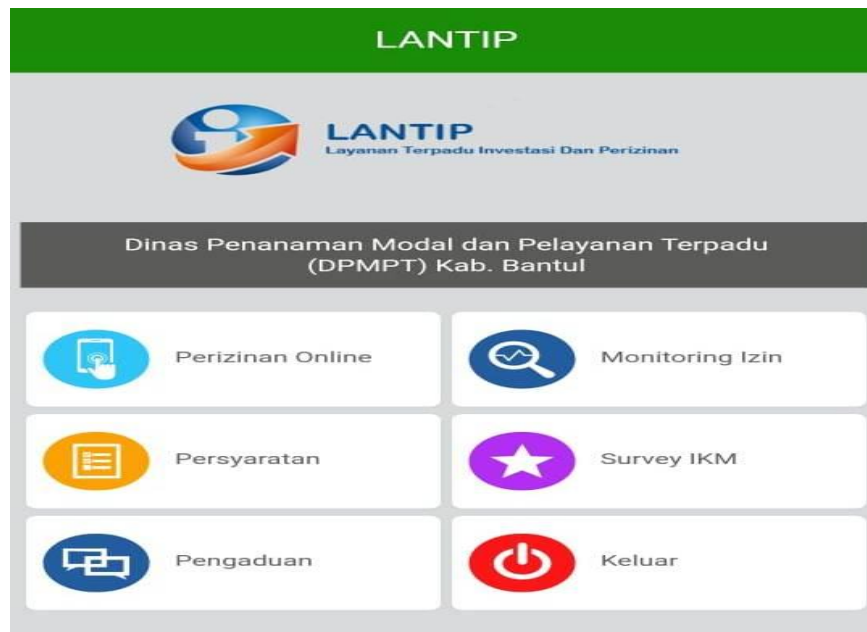 LANTIP
LANTIP
Layanan Terpadu Investasi Dan Perizinan
Dinas Penanaman Modal dan Pelayanan Terpadu
(DPMPT) Kab. Bantul
Perizinan Online
Monitoring Izin
Persyaratan
Survey IKM
Pengaduan
Keluar